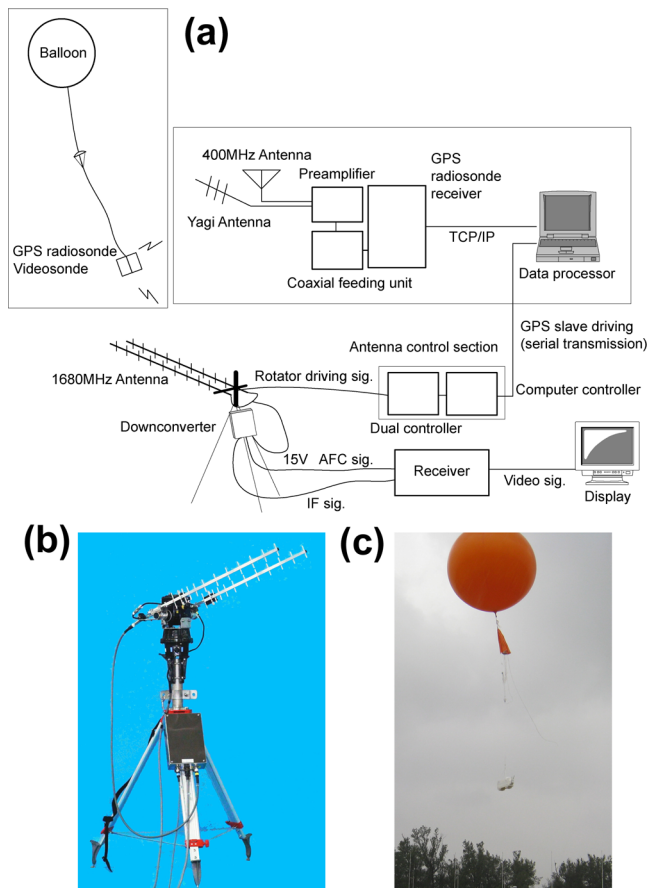 (a)
Balloon
GPS radiosonde
Videosonde
400MHz Antenna
Yagi Antenna
Preamplifier
Coaxial feeding unit
GPS
radiosonde
receiver
TCP/IP
Data processor
GPS slave driving
(serial transmission)
Antenna control section
1680MHz Antenna
Rotator driving sig.
Computer controller
Dual controller
Downconverter
15V AFC sig.
Receiver
IF sig.
Video sig.
Display
(b)
(c)